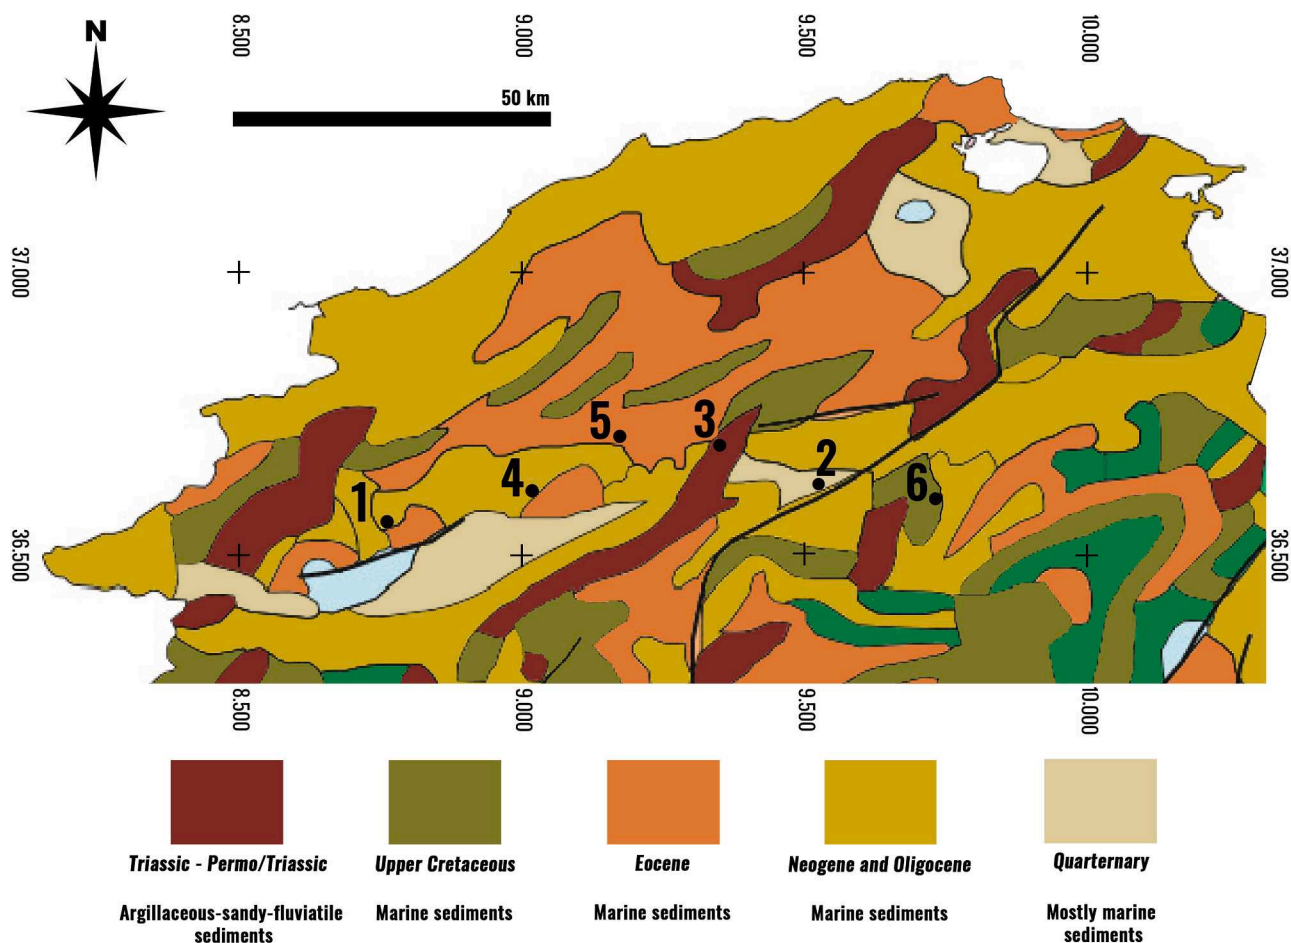 N
8.500
9.000
9.500
10.000
50 km
37.000
37.000
5
3
4
2
1
6
36.500
36.500
8.500
9.000
9.500
10.000
Triassic - Permo/Triassic
Upper Cretaceous
Eocene
Neogene and Oligocene
Quarternary
Argillaceous-sandy-fluviatile
sediments
Marine sediments
Marine sediments
Marine sediments
Mostly marine
sediments